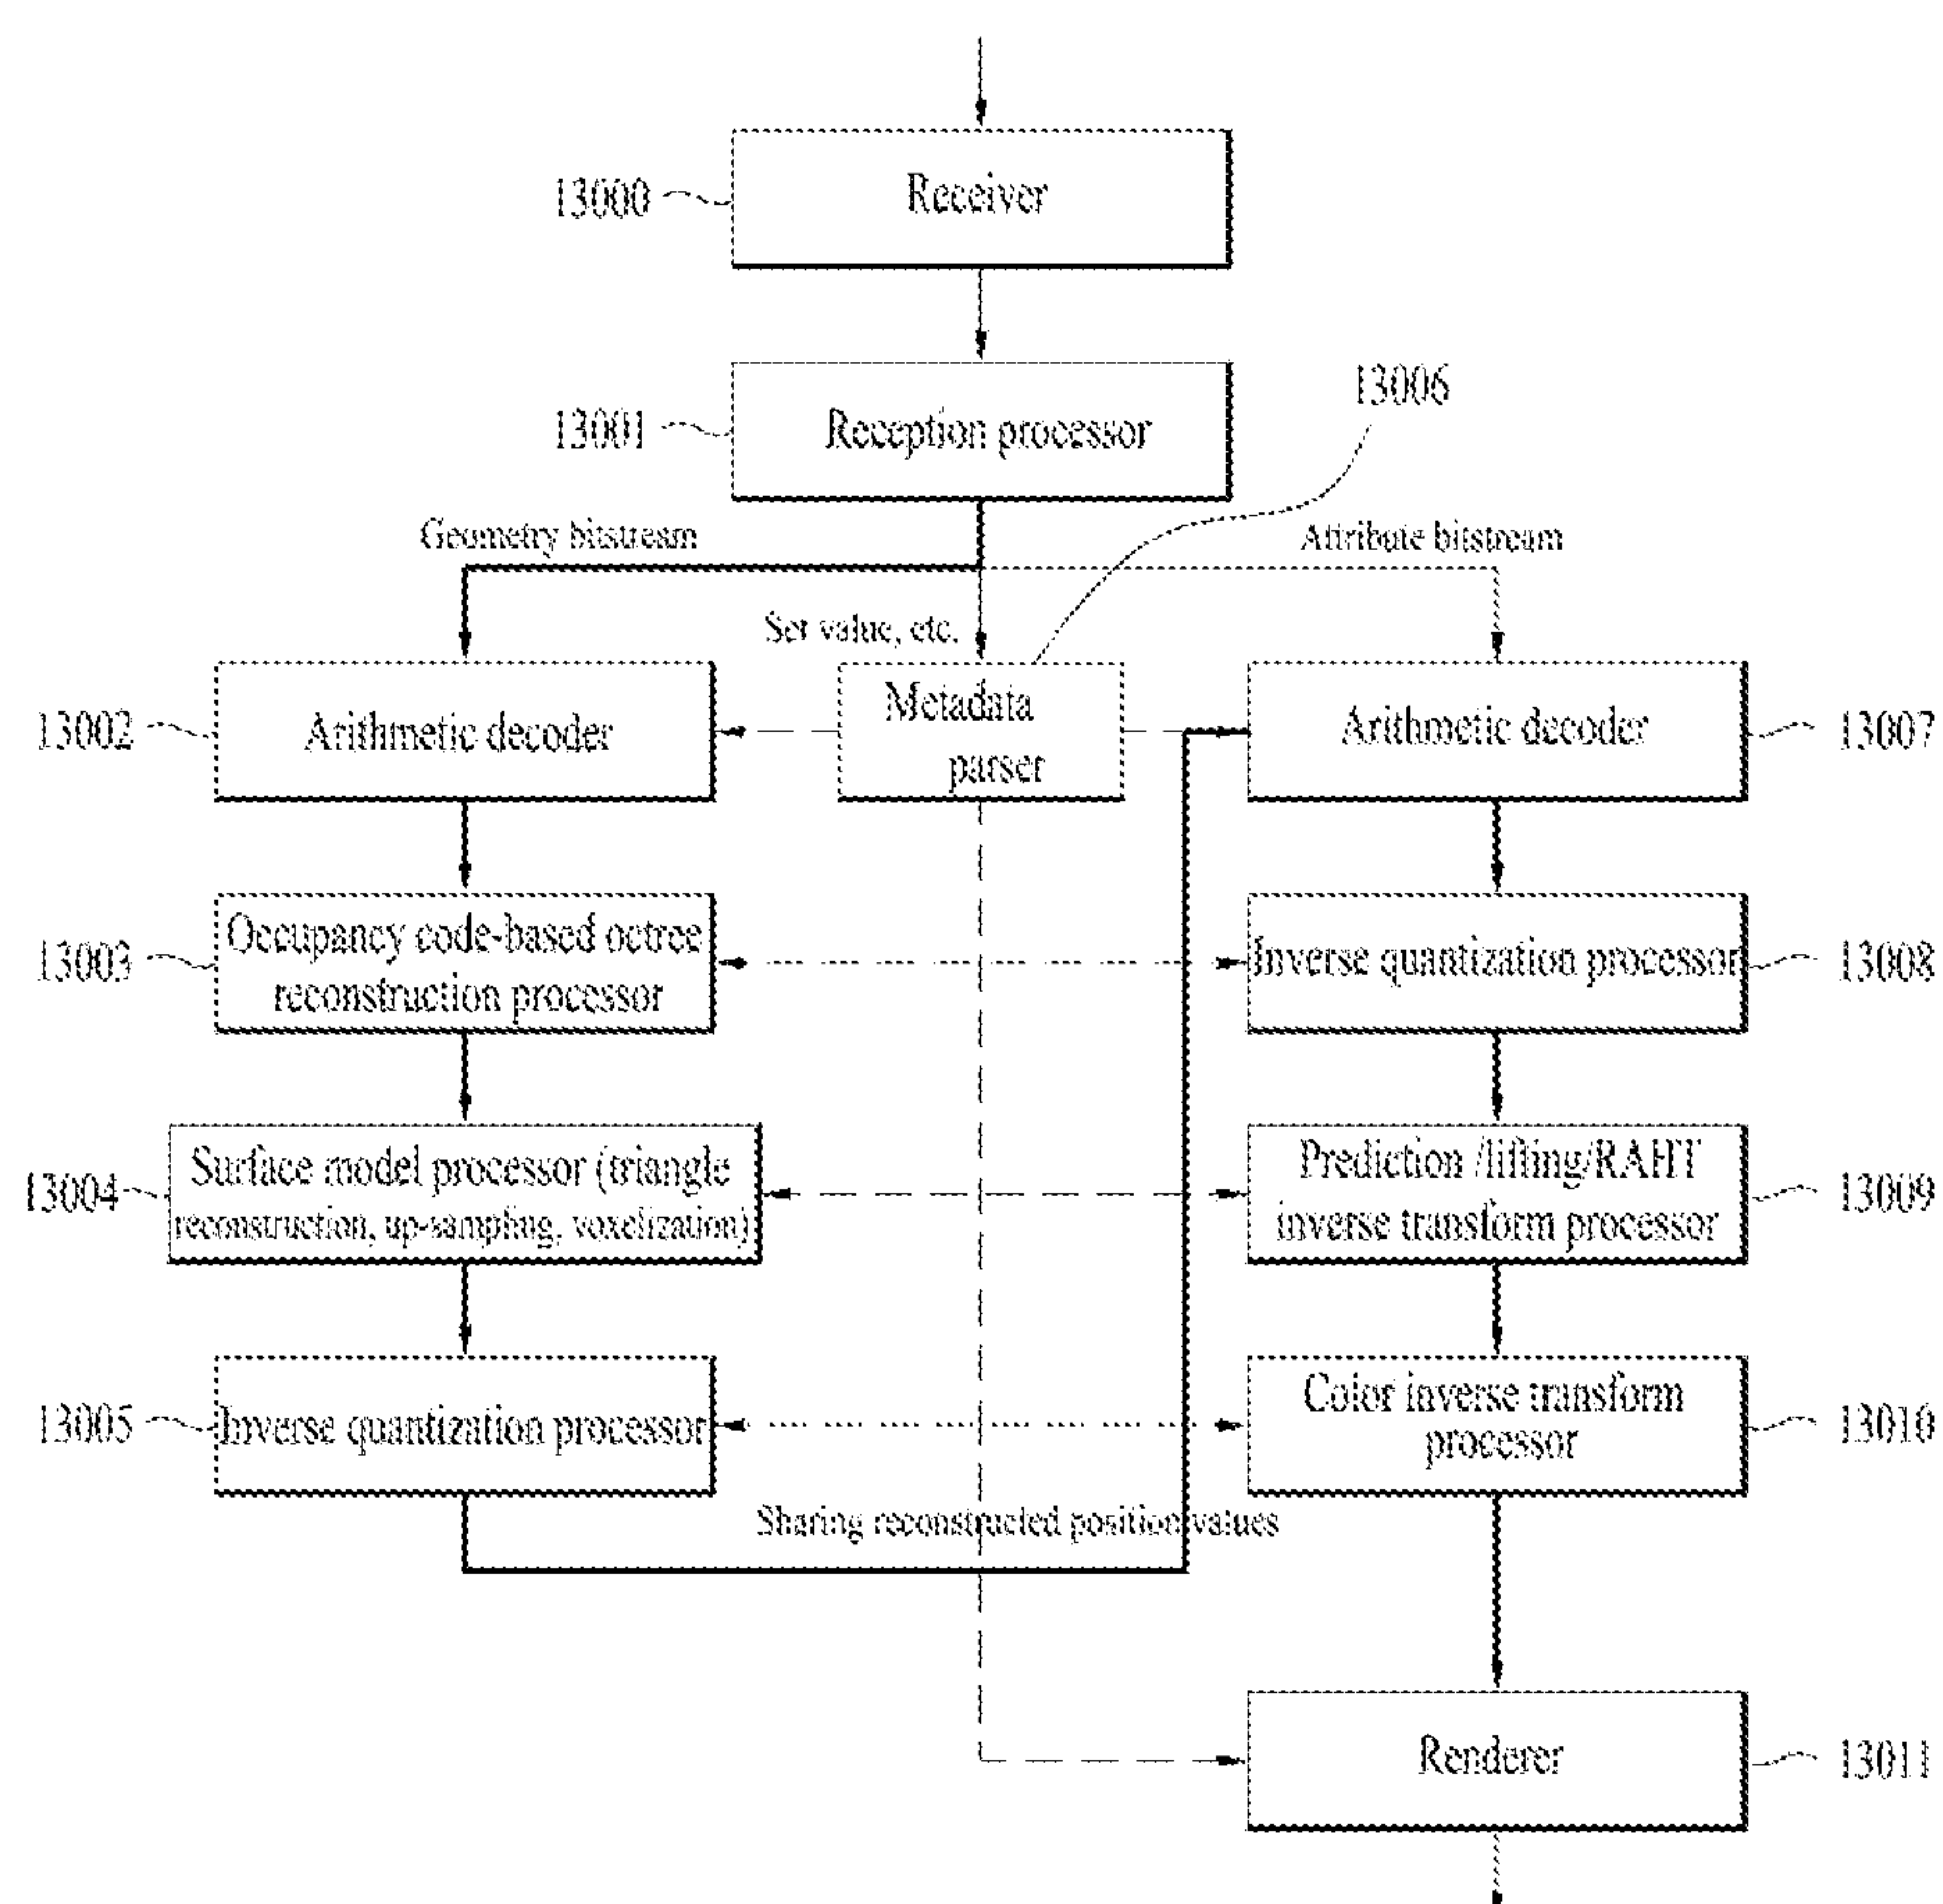 13000
Receiver
13001
Reception processor
13006
Geometry bitstream
Attribute bitstream
Set value, etc.
13002
Arithmetic decoder
Metadata
parser
Arithmetic decoder
13007
13003
Occupancy code-based octree
reconstruction processor
Inverse quantization processor
13008
13004
Surface model processor (triangle
reconstruction, up-sampling, voxelization)
Prediction /lifting/RAHT
inverse transform processor
13009
13005
Inverse quantization processor
Color inverse transform
processor
13010
Sharing reconstructed position values
Renderer
13011